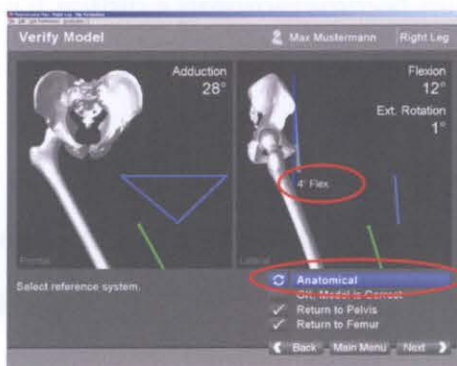 Verify Model
Max Mustermann
Right Leg
Adduction
28°
Flexion
12°
Ext. Rotation
1°
4° Flex
Frontal
Lateral
Select reference system.
Anatomical
OK, Model is Correct
Return to Pelvis
Return to Femur
Back
Main Menu
Next